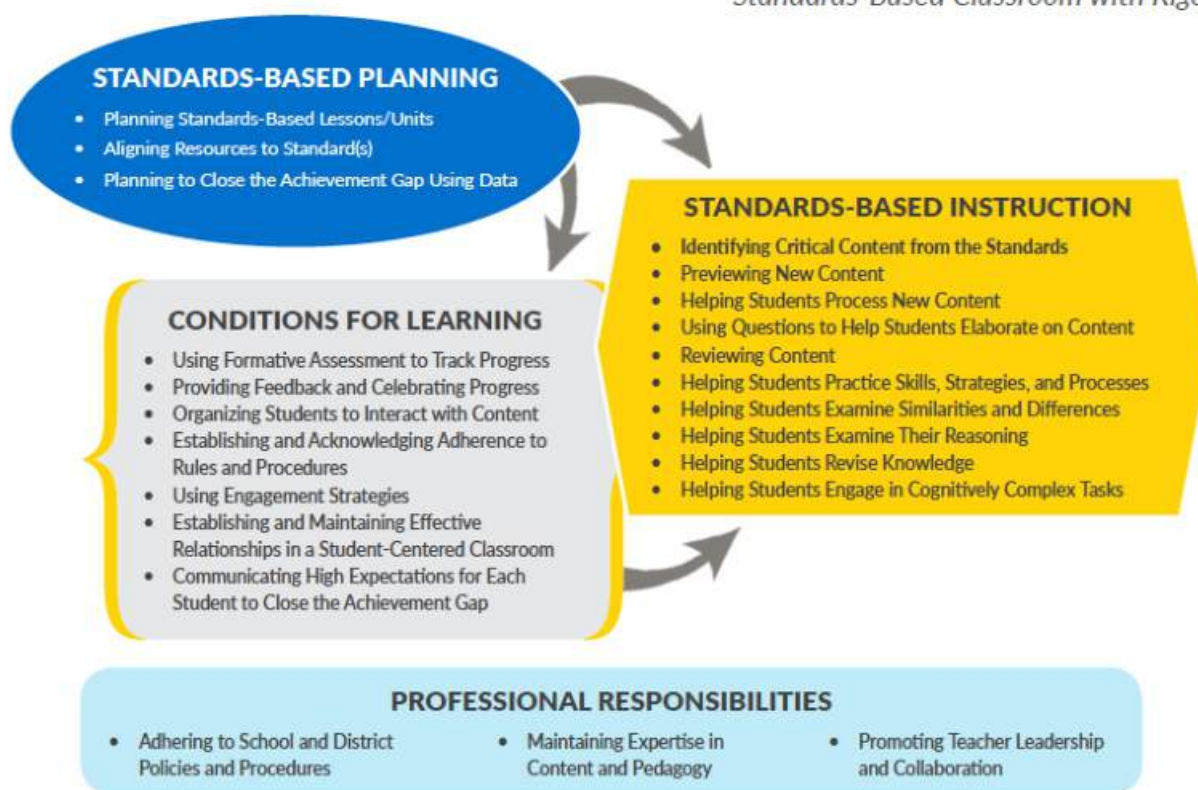 Standards-Based Classroom with
STANDARDS-BASED PLANNING
• Planning Standards-Based Lessons/Units
• Aligning Resources to Standard(s)
• Planning to Close the Achievement Gap Using Data
STANDARDS-BASED INSTRUCTION
• Identifying Critical Content from the Standards
• Previewing New Content
• Helping Students Process New Content
• Using Questions to Help Students Elaborate on Content
• Reviewing Content
• Helping Students Practice Skills, Strategies, and Processes
• Helping Students Examine Similarities and Differences
• Helping Students Examine Their Reasoning
• Helping Students Revise Knowledge
• Helping Students Engage in Cognitively Complex Tasks
CONDITIONS FOR LEARNING
• Using Formative Assessment to Track Progress
• Providing Feedback and Celebrating Progress
• Organizing Students to Interact with Content
• Establishing and Acknowledging Adherence to
Rules and Procedures
• Using Engagement Strategies
• Establishing and Maintaining Effective
Relationships in a Student-Centered Classroom
• Communicating High Expectations for Each
Student to Close the Achievement Gap
PROFESSIONAL RESPONSIBILITIES
• Adhering to School and District
Policies and Procedures
• Maintaining Expertise in
Content and Pedagogy
• Promoting Teacher Leadership
and Collaboration